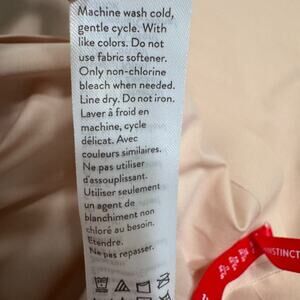 Machine wash cold,
gentle cycle. With
like colors. Do not
use fabric softener.
Only non-chlorine
bleach when needed.
Line dry. Do not iron.
Laver à froid en
machine, cycle
délicat. Avec
couleurs similaires.
Ne pas utiliser
d'assouplissant.
Utiliser seulement
un agent de
blanchiment non
chloré au besoin.
Étendre.
Ne pas repasser.
INSTINCT